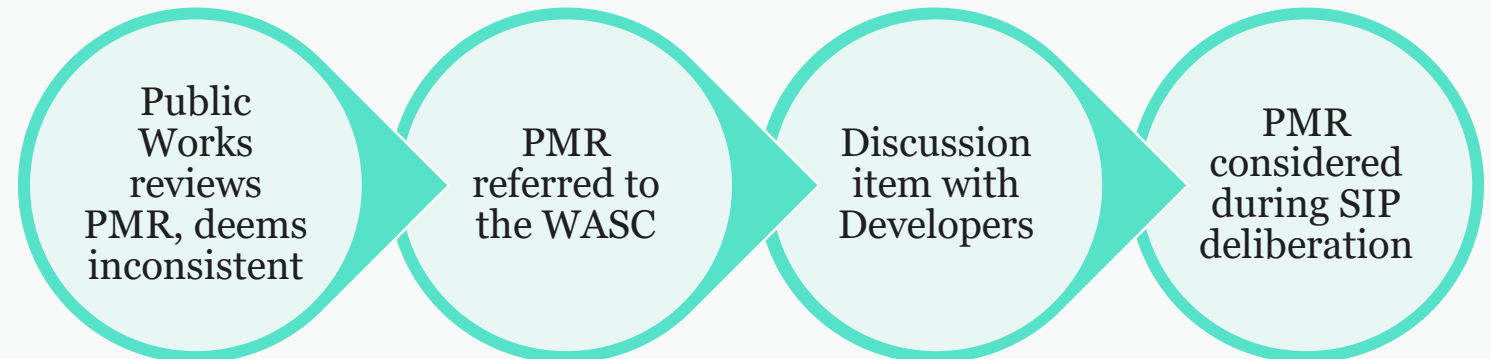 Public
Works
reviews
PMR, deems
inconsistent
PMR
referred to
the WASC
Discussion
item with
Developers
PMR
considered
during SIP
deliberation